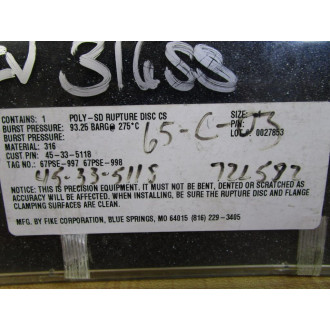 316SS
CONTAINS: 1 POLY-SD RUPTURE DISC CS SIZE:
BURST PRESSURE: 93.25 BARG@ 275°C P/N:
BURST PRESSURE: LOT#: 0027853
MATERIAL: 316 65-C-
CUST P/N: 45-33-5118
TAG NO.: 67PSE-997 67PSE-998
45-33-5118 721582
NOTICE: THIS IS PRECISION EQUIPMENT. IT MUST NOT BE BENT, DENTED OR SCRATCHED AS
ACCURACY WILL BE AFFECTED. WHEN INSTALLING, BE SURE THE RUPTURE DISC AND FLANGE
CLAMPING SURFACES ARE CLEAN.
MFG. BY FIKE CORPORATION, BLUE SPRINGS, MO 64015 (816) 229-3405